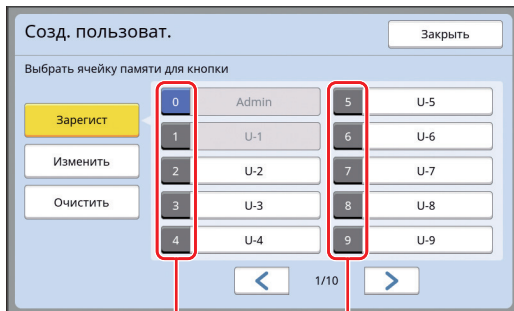 Созд. пользоват.
Закрыть
Выбрать ячейку памяти для кнопки
Зарегист
Изменить
Очистить
0 Admin
1 U-1
2 U-2
3 U-3
4 U-4
5 U-5
6 U-6
7 U-7
8 U-8
9 U-9
1/10